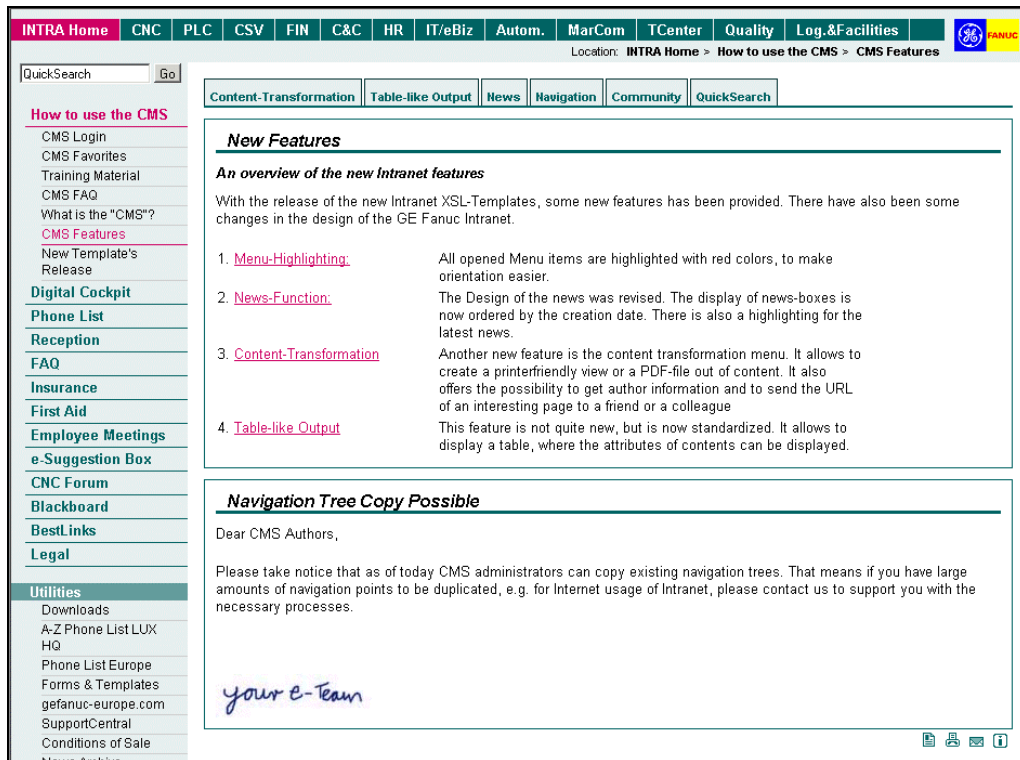 INTRA Home CNC PLC CSV FIN C&C HR IT/eBiz Autom. MarCom TCenter Quality Log.&Facilities
GE FANUC
Location: INTRA Home > How to use the CMS > CMS Features
QuickSearch Go
Content-Transformation Table-like Output News Navigation Community QuickSearch
How to use the CMS
CMS Login
CMS Favorites
Training Material
CMS FAQ
What is the "CMS"?
CMS Features
New Template's
Release
Digital Cockpit
Phone List
Reception
FAQ
Insurance
First Aid
Employee Meetings
e-Suggestion Box
CNC Forum
Blackboard
BestLinks
Legal
Utilities
Downloads
A-Z Phone List LUX
HQ
Phone List Europe
Forms & Templates
gefanuc-europe.com
SupportCentral
Conditions of Sale
News Archive
New Features
An overview of the new Intranet features
With the release of the new Intranet XSL-Templates, some new features has been provided. There have also been some
changes in the design of the GE Fanuc Intranet.
1. Menu-Highlighting: All opened Menu items are highlighted with red colors, to make
orientation easier.
2. News-Function: The Design of the news was revised. The display of news-boxes is
now ordered by the creation date. There is also a highlighting for the
latest news.
3. Content-Transformation Another new feature is the content transformation menu. It allows to
create a printerfriendly view or a PDF-file out of content. It also
offers the possibility to get author information and to send the URL
of an interesting page to a friend or a colleague
4. Table-like Output This feature is not quite new, but is now standardized. It allows to
display a table, where the attributes of contents can be displayed.
Navigation Tree Copy Possible
Dear CMS Authors,
Please take notice that as of today CMS administrators can copy existing navigation trees. That means if you have large
amounts of navigation points to be duplicated, e.g. for Internet usage of Intranet, please contact us to support you with the
necessary processes.
your e-Team